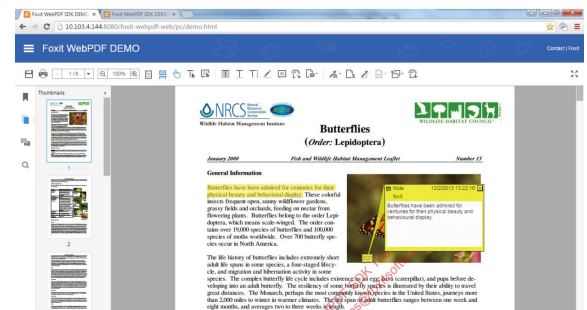 Foxit WebPDF SDK DEMO
Foxit WebPDF SDK DEMO
10.103.4.144:8080/foxit-webpdf-web/pc/demo.html
Foxit WebPDF DEMO
Contact | Foxit
1/8
100%
Thumbnails
1
2
NRCS Natural Resources Conservation Service
Wildlife Habitat Management Institute
WILDLIFE HABITAT COUNCIL
Butterflies
(Order: Lepidoptera)
January 2000 Fish and Wildlife Habitat Management Leaflet Number 15
General Information
Butterflies have been admired for centuries for their
physical beauty and behavioral display. These colorful
insects frequent open, sunny wildflower gardens,
grassy fields and orchards, feeding on nectar from
flowering plants. Butterflies belong to the order Lepi-
doptera, which means scale-winged. The order con-
tains over 19,000 species of butterflies and 100,000
species of moths worldwide. Over 700 butterfly spe-
cies occur in North America.
Note 12/2/2013 13:22:16
foxit
Butterflies have been admired for
centuries for their physical beauty and
behavioural display.
The life history of butterflies includes extremely short
adult life spans in some species, a four-staged lifecy-
cle, and migration and hibernation activity in some
species. The complex butterfly life cycle includes existence as an egg, larva (caterpillar), and pupa before de-
veloping into an adult butterfly. The resiliency of some butterfly species is illustrated by their ability to travel
great distances. The Monarch, perhaps the most commonly known species in the United States, journeys more
than 2,000 miles to winter in warmer climates. The life span of adult butterflies ranges between one week and
eight months, and averages two to three weeks in length.